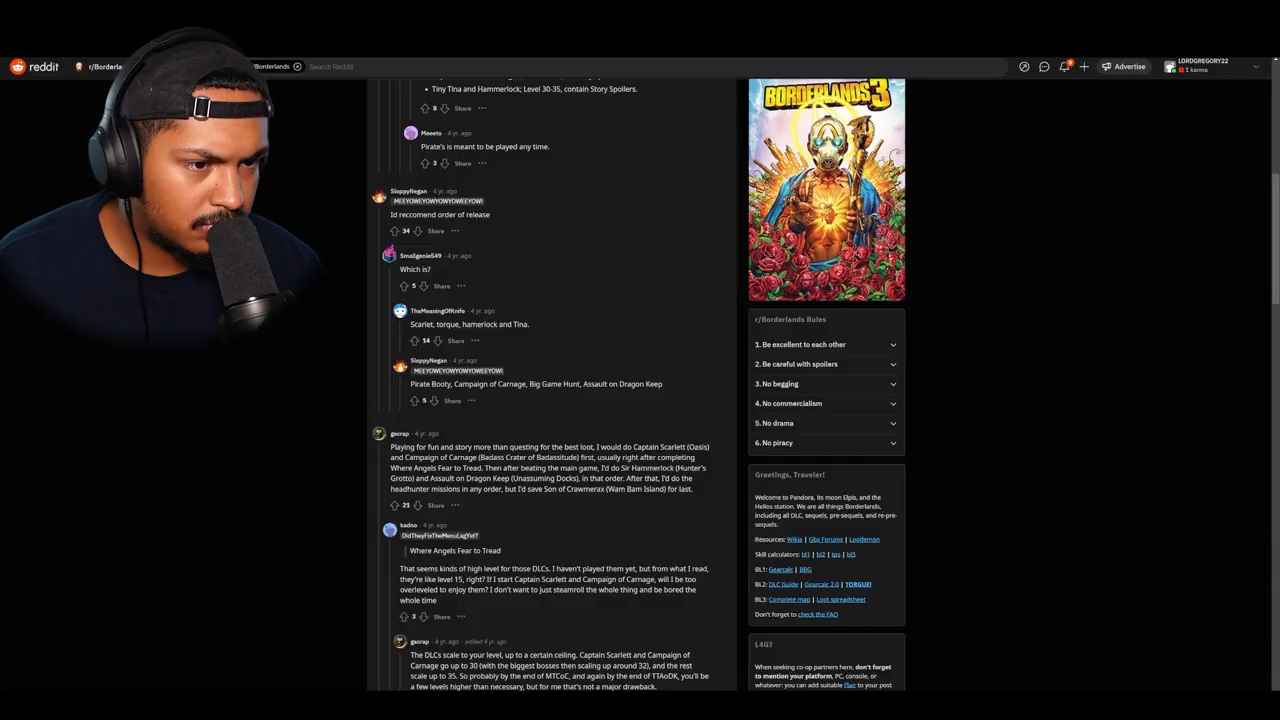 reddit
r/Borderla
/Borderlands
Search Reddit
6
Advertise
LORDGREGORY22
1 karma
• Tiny Tina and Hammerlock; Level 30-35, contain Story Spoilers.
8 Share
Meeeto · 4 yr. ago
Pirate's is meant to be played any time.
3 Share
SloppyNegan · 4 yr. ago
MEEYOWEYOWYOWYOWEEYOW!
Id reccomend order of release
34 Share
Smallgenie549 · 4 yr. ago
Which is?
5 Share
TheMeaningOfKnife · 4 yr. ago
Scarlet, torque, hamerlock and Tina.
14 Share
SloppyNegan · 4 yr. ago
MEEYOWEYOWYOWYOWEEYOW!
Pirate Booty, Campaign of Carnage, Big Game Hunt, Assault on Dragon Keep
5 Share
gscrap · 4 yr. ago
Playing for fun and story more than questing for the best loot, I would do Captain Scarlett (Oasis)
and Campaign of Carnage (Badass Crater of Badassitude) first, usually right after completing
Where Angels Fear to Tread. Then after beating the main game, I'd do Sir Hammerlock (Hunter's
Grotto) and Assault on Dragon Keep (Unassuming Docks), in that order. After that, I'd do the
headhunter missions in any order, but I'd save Son of Crawmerax (Wam Bam Island) for last.
21 Share
kadno · 4 yr. ago
DidTheyFixTheMenuLagYet?
Where Angels Fear to Tread
That seems kinds of high level for those DLCs. I haven't played them yet, but from what I read,
they're like level 15, right? If I start Captain Scarlett and Campaign of Carnage, will I be too
overleveled to enjoy them? I don't want to just steamroll the whole thing and be bored the
whole time
3 Share
gscrap · 4 yr. ago · edited 4 yr. ago
The DLCs scale to your level, up to a certain ceiling. Captain Scarlett and Campaign of
Carnage go up to 30 (with the biggest bosses then scaling up around 32), and the rest
scale up to 35. So probably by the end of MTCoC, and again by the end of TTAoDK, you'll be
a few levels higher than necessary, but for me that's not a major drawback.
BORDERLANDS 3
r/Borderlands Rules
1. Be excellent to each other
2. Be careful with spoilers
3. No begging
4. No commercialism
5. No drama
6. No piracy
Greetings, Traveler!
Welcome to Pandora, its moon Elpis, and the
Helios station. We are all things Borderlands,
including all DLC, sequels, pre-sequels, and re-pre-
sequels.
Resources: Wikia | Gbx Forums | Lootlemon
Skill calculators: bl1 | bl2 | tps | bl3
BL1: Gearcalc | BBG
BL2: DLC Guide | Gearcalc 2.0 | TORGUE!
BL3: Complete map | Loot spreadsheet
Don't forget to check the FAQ
L4G?
When seeking co-op partners here, don't forget
to mention your platform, PC, console, or
whatever: you can add suitable Flair to your post